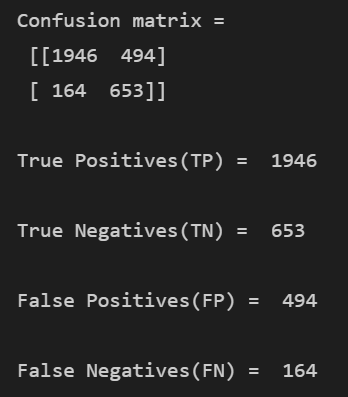 Confusion matrix =
[[1946  494]
[ 164  653]]
True Positives(TP) =  1946
True Negatives(TN) =  653
False Positives(FP) =  494
False Negatives(FN) =  164